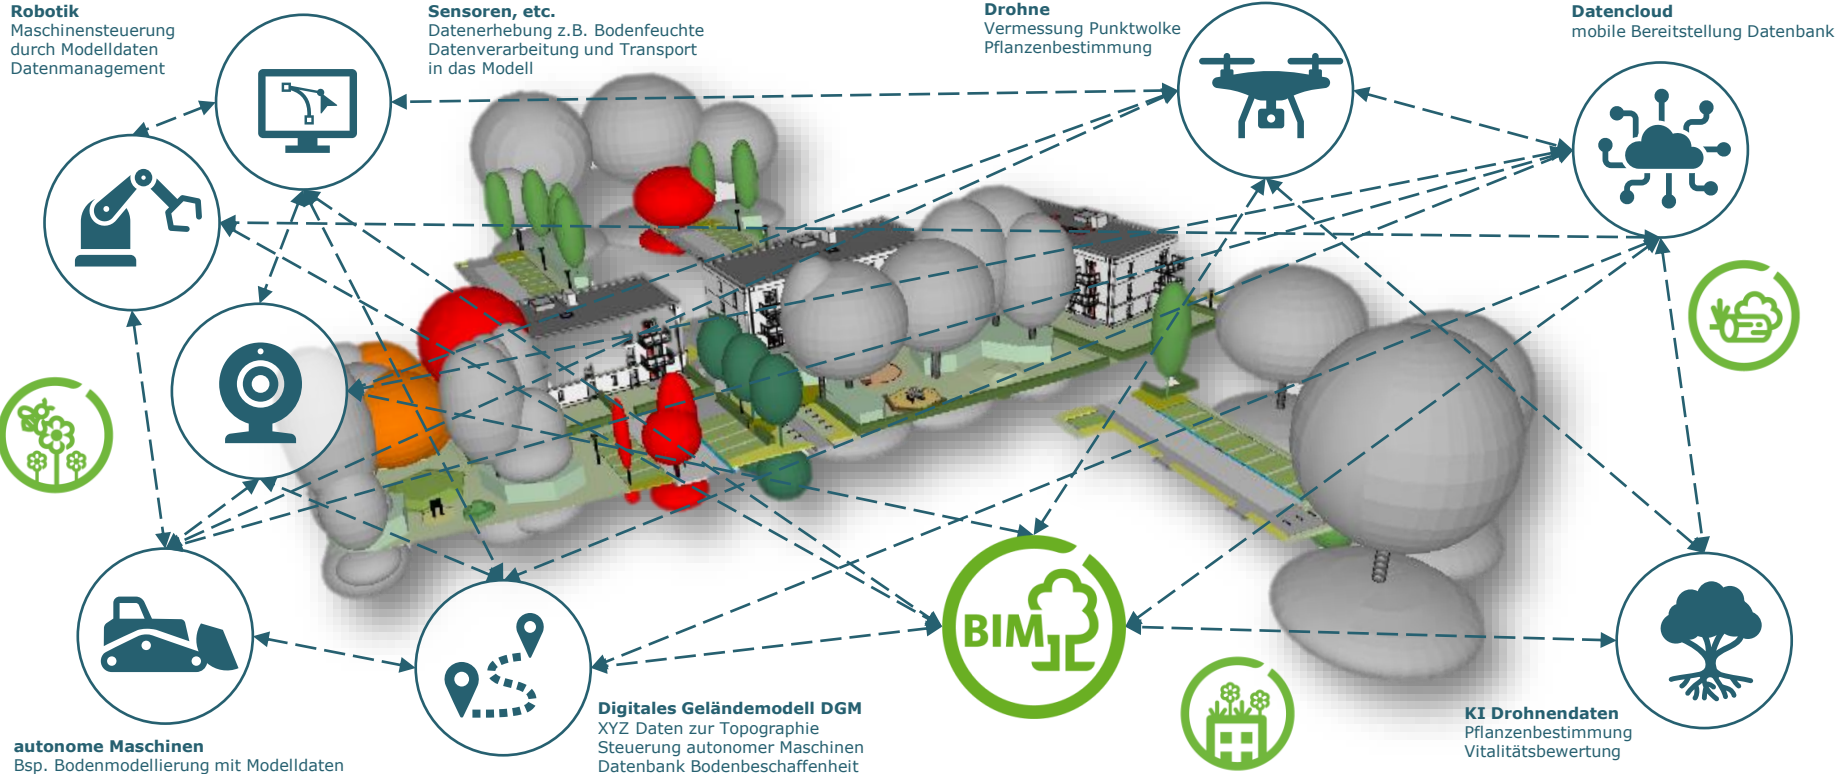 Robotik
Maschinensteuerung
durch Modelldaten
Datenmanagement
Sensoren, etc.
Datenerhebung z.B. Bodenfeuchte
Datenverarbeitung und Transport
in das Modell
Drohne
Vermessung Punktwolke
Pflanzenbestimmung
Datencloud
mobile Bereitstellung Datenbank
BIM
autonome Maschinen
Bsp. Bodenmodellierung mit Modelldaten
Digitales Geländemodell DGM
XYZ Daten zur Topographie
Steuerung autonomer Maschinen
Datenbank Bodenbeschaffenheit
KI Drohnendaten
Pflanzenbestimmung
Vitalitätsbewertung